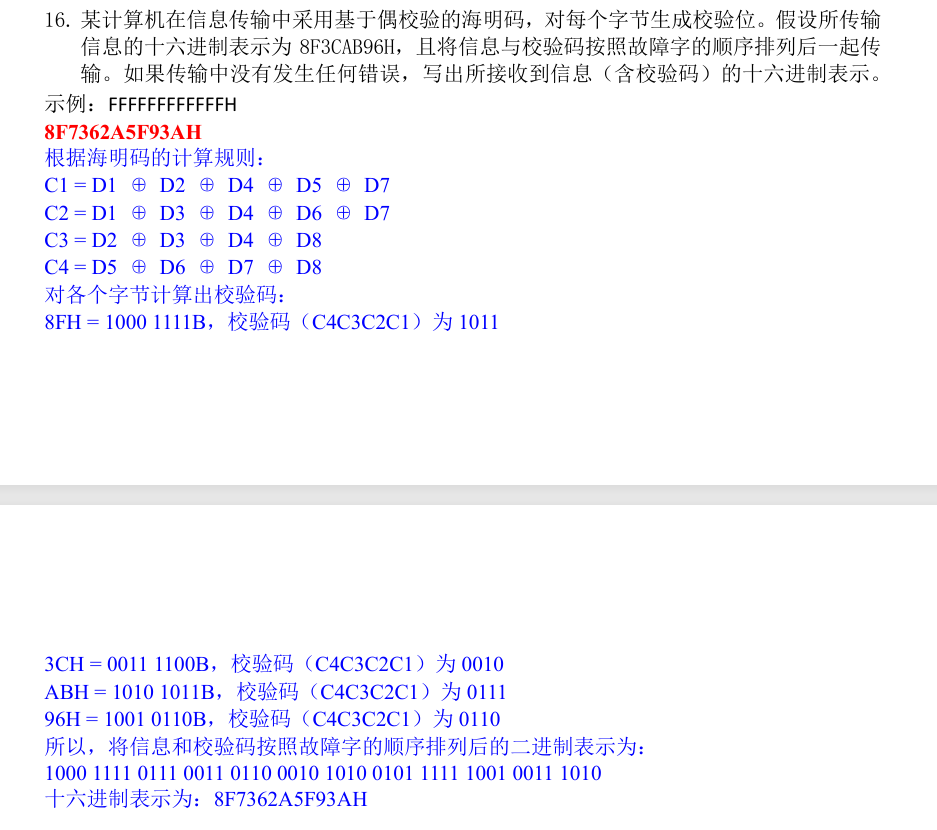 16. 某计算机在信息传输中采用基于偶校验的海明码，对每个字节生成校验位。假设所传输
信息的十六进制表示为 8F3CAB96H，且将信息与校验码按照故障字的顺序排列后一起传
输。如果传输中没有发生任何错误，写出所接收到信息（含校验码）的十六进制表示。
示例：FFFFFFFFFFFFH
8F7362A5F93AH
根据海明码的计算规则：
C1 = D1 ⊕ D2 ⊕ D4 ⊕ D5 ⊕ D7
C2 = D1 ⊕ D3 ⊕ D4 ⊕ D6 ⊕ D7
C3 = D2 ⊕ D3 ⊕ D4 ⊕ D8
C4 = D5 ⊕ D6 ⊕ D7 ⊕ D8
对各个字节计算出校验码：
8FH = 1000 1111B，校验码（C4C3C2C1）为 1011
3CH = 0011 1100B，校验码（C4C3C2C1）为 0010
ABH = 1010 1011B，校验码（C4C3C2C1）为 0111
96H = 1001 0110B，校验码（C4C3C2C1）为 0110
所以，将信息和校验码按照故障字的顺序排列后的二进制表示为：
1000 1111 0111 0011 0110 0010 1010 0101 1111 1001 0011 1010
十六进制表示为：8F7362A5F93AH